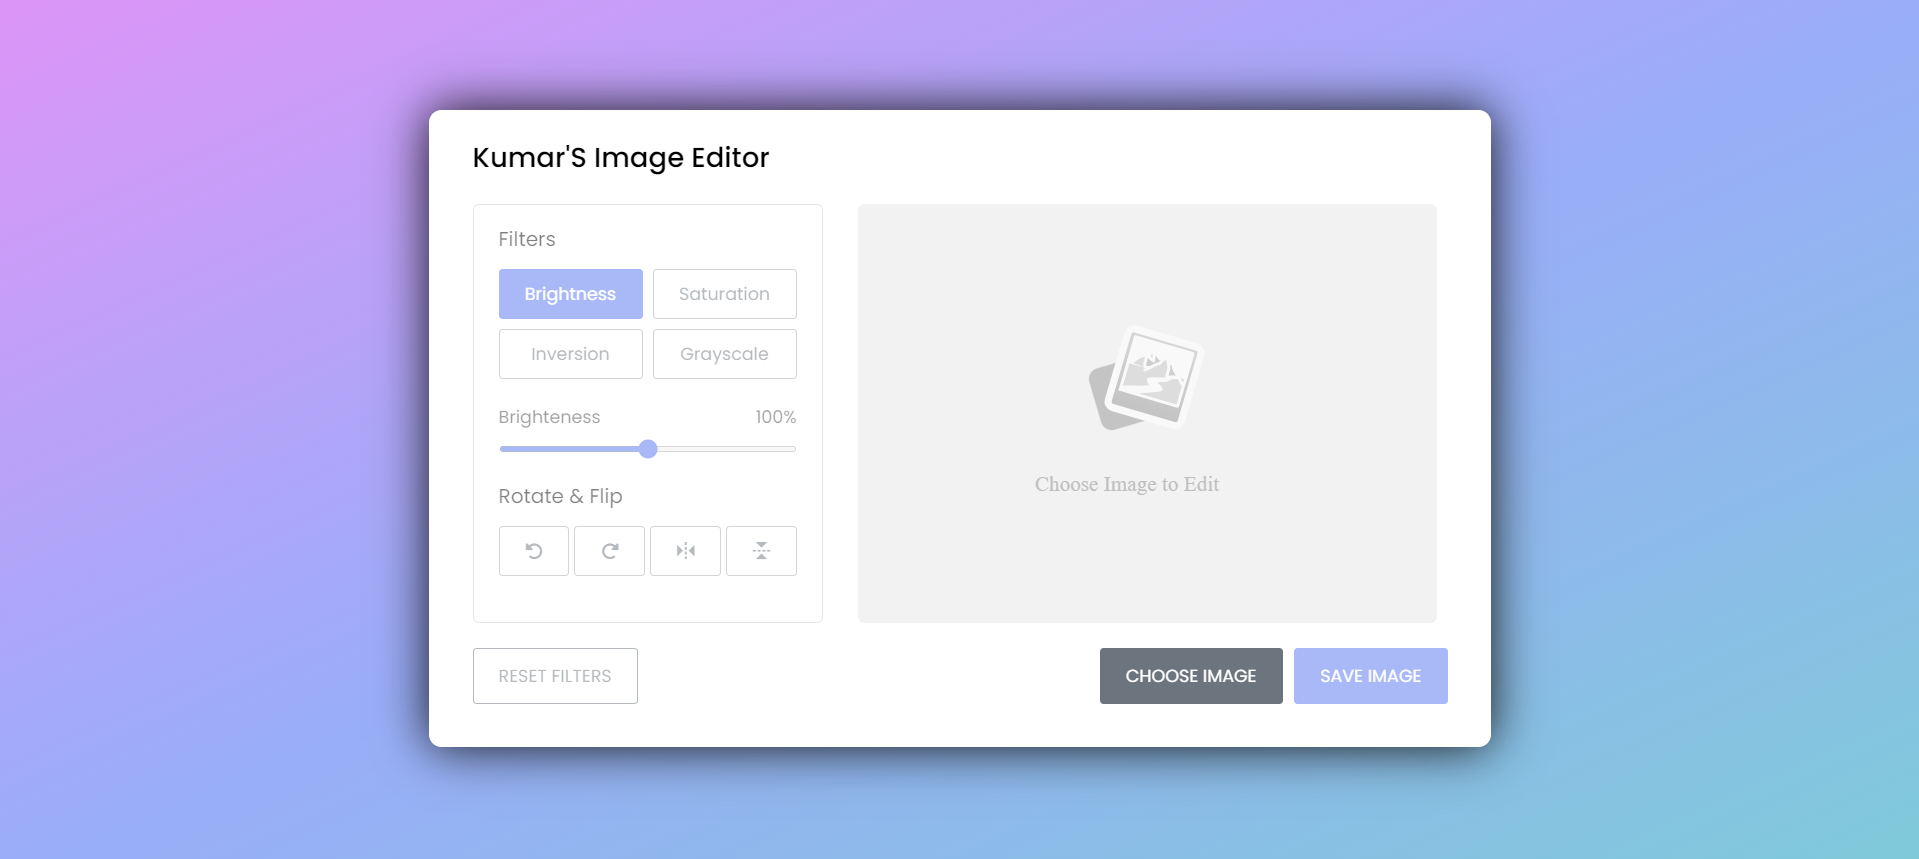 Kumar'S Image Editor
Filters
Brightness
Saturation
Inversion
Grayscale
Brighteness
100%
Choose Image to Edit
Rotate & Flip
RESET FILTERS
CHOOSE IMAGE
SAVE IMAGE